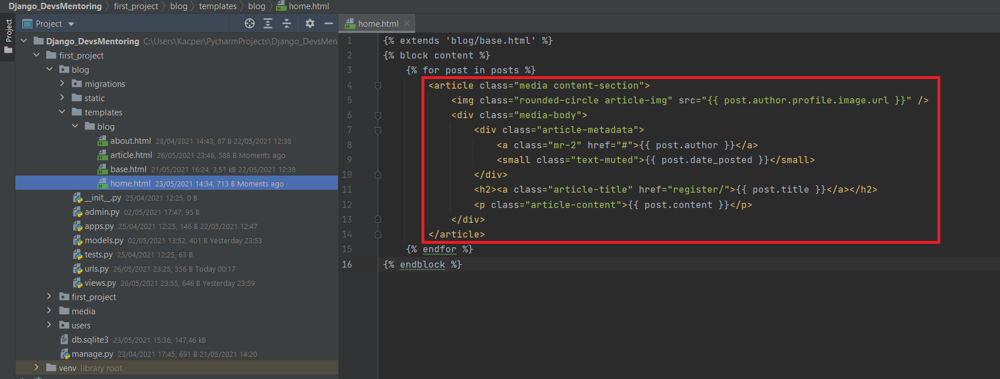 Django_DevsMentoring first_project blog templates blog home.html
Project
Project
home.html
Django_DevsMentoring C:\Users\Kacper\PycharmProjects\Django_DevsMen
first_project
blog
migrations
static
templates
blog
about.html 28/04/2021 14:43, 87 B 22/05/2021 12:38
article.html 26/05/2021 23:46, 588 B Moments ago
base.html 21/05/2021 16:24, 3,51 kB 22/05/2021 12:38
home.html 23/05/2021 14:34, 713 B Moments ago
__init__.py 25/04/2021 12:25, 0 B
admin.py 02/05/2021 17:47, 95 B
apps.py 25/04/2021 12:25, 146 B 22/05/2021 12:47
models.py 02/05/2021 13:52, 401 B Yesterday 23:53
tests.py 25/04/2021 12:25, 63 B
urls.py 26/05/2021 23:25, 356 B Today 00:17
views.py 26/05/2021 23:55, 646 B Yesterday 23:59
first_project
media
users
db.sqlite3 23/05/2021 15:36, 147,46 kB
manage.py 23/04/2021 17:45, 691 B 21/05/2021 14:20
venv library root
1 {% extends 'blog/base.html' %}
2 {% block content %}
3 {% for post in posts %}
4 <article class="media content-section">
5 <img class="rounded-circle article-img" src="{{ post.author.profile.image.url }}" />
6 <div class="media-body">
7 <div class="article-metadata">
8 <a class="mr-2" href="#">{{ post.author }}</a>
9 <small class="text-muted">{{ post.date_posted }}</small>
10 </div>
11 <h2><a class="article-title" href="register/">{{ post.title }}</a></h2>
12 <p class="article-content">{{ post.content }}</p>
13 </div>
14 </article>
15 {% endfor %}
16 {% endblock %}